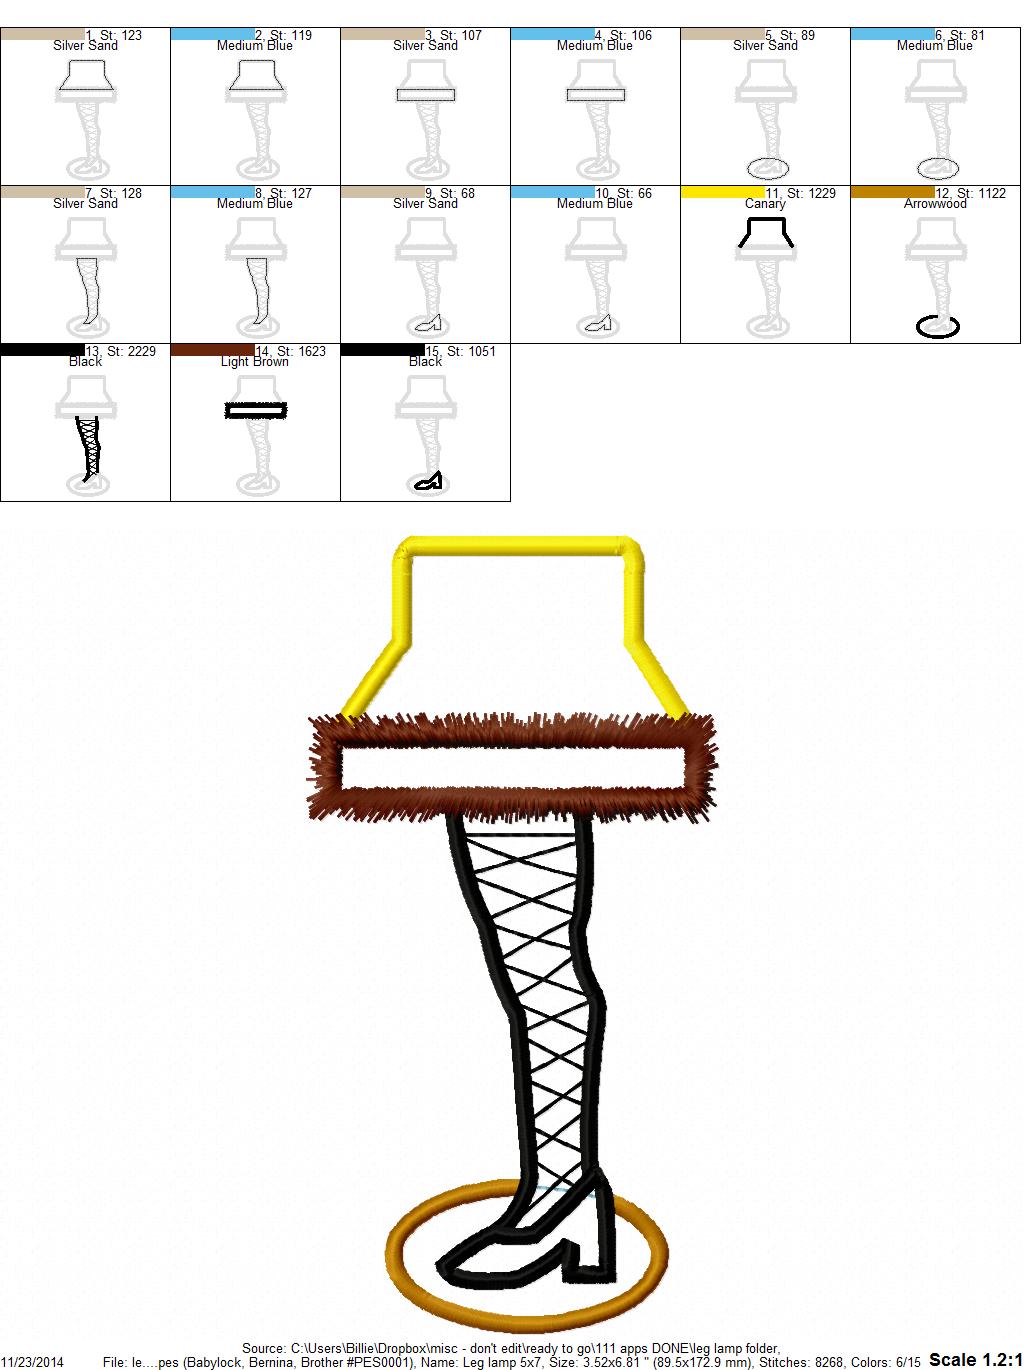 1, St: 123
Silver Sand
2, St: 119
Medium Blue
3, St: 107
Silver Sand
4, St: 106
Medium Blue
5, St: 89
Silver Sand
6, St: 81
Medium Blue
7, St: 128
Silver Sand
8, St: 127
Medium Blue
9, St: 68
Silver Sand
10, St: 66
Medium Blue
11, St: 1229
Canary
12, St: 1122
Arrowwood
13, St: 2229
Black
14, St: 1623
Light Brown
15, St: 1051
Black
Source: C:\Users\Billie\Dropbox\misc - don't edit\ready to go\111 apps DONE\leg lamp folder,
11/23/2014 File: le....pes (Babylock, Bernina, Brother #PES0001), Name: Leg lamp 5x7, Size: 3.52x6.81 " (89.5x172.9 mm), Stitches: 8268, Colors: 6/15 Scale 1.2:1